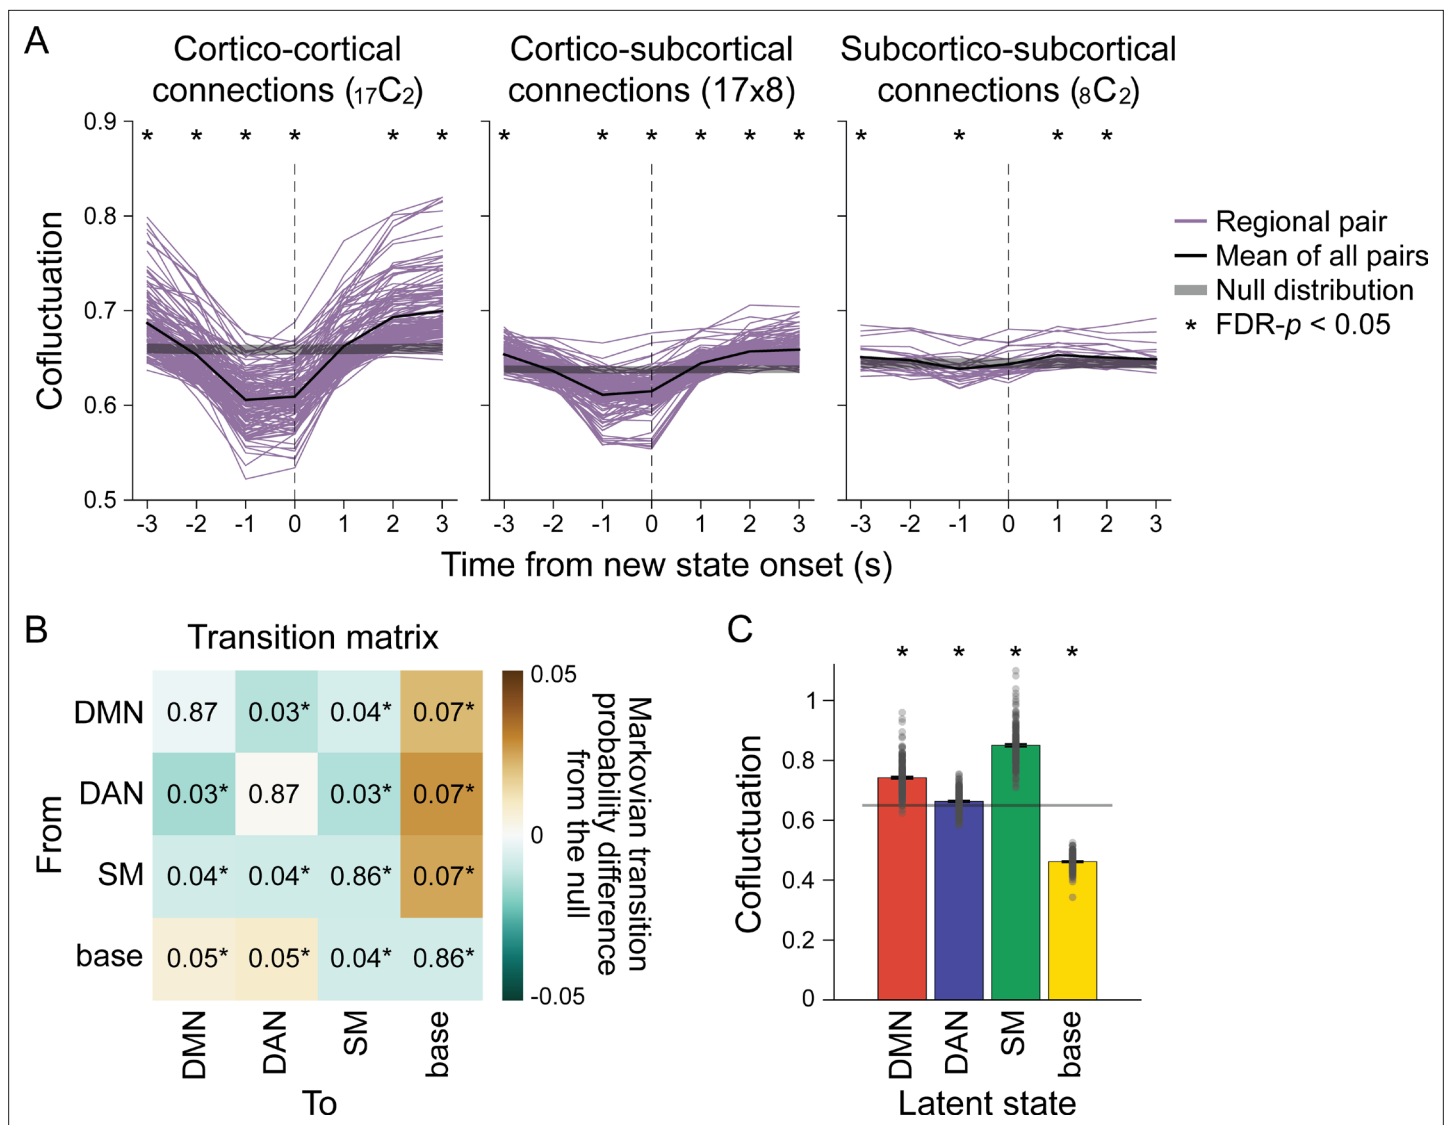 A
Cortico-cortical
connections (₁₇C₂)
Cortico-subcortical
connections (17x8)
Subcortico-subcortical
connections (₈C₂)
Cofluctuation
0.9
0.8
0.7
0.6
0.5
* * * * * *
* * * * * *
* * * *
-3 -2 -1 0 1 2 3
-3 -2 -1 0 1 2 3
-3 -2 -1 0 1 2 3
Time from new state onset (s)
Regional pair
Mean of all pairs
Null distribution
* FDR-p < 0.05
B
Transition matrix
From
DMN 0.87 0.03* 0.04* 0.07*
DAN 0.03* 0.87 0.03* 0.07*
SM 0.04* 0.04* 0.86* 0.07*
base 0.05* 0.05* 0.04* 0.86*
DMN DAN SM base
To
0.05
0
-0.05
Markovian transition
probability difference
from the null
C
* * * *
Cofluctuation
1
0.8
0.6
0.4
0.2
0
DMN DAN SM base
Latent state